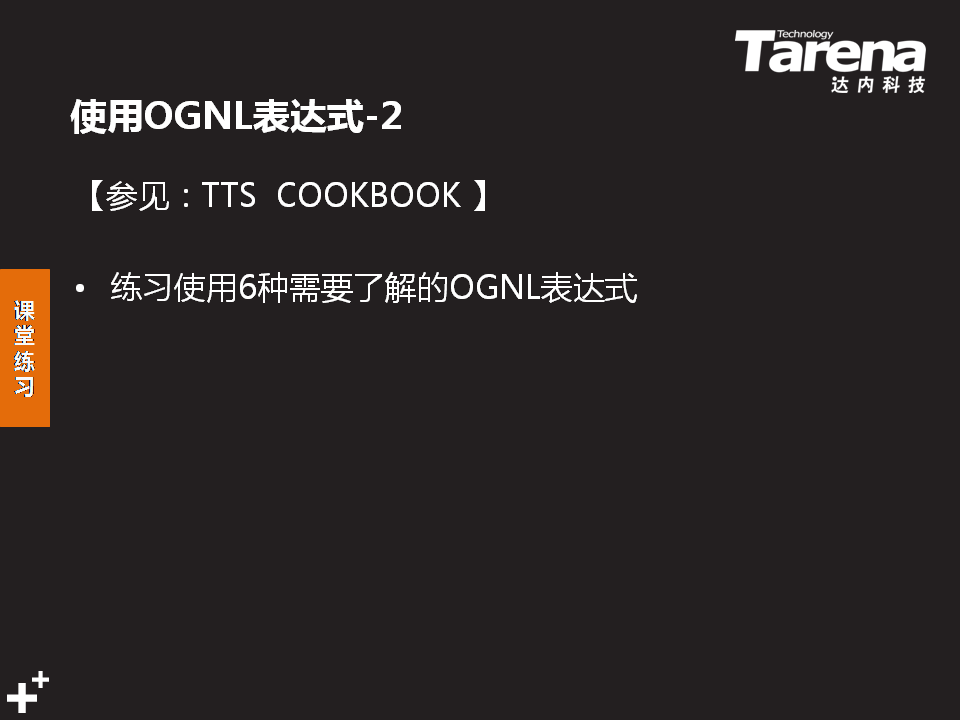 Technology
Tarena
达内科技
使用OGNL表达式-2
【参见：TTS COOKBOOK 】
• 练习使用6种需要了解的OGNL表达式
课
堂
练
习